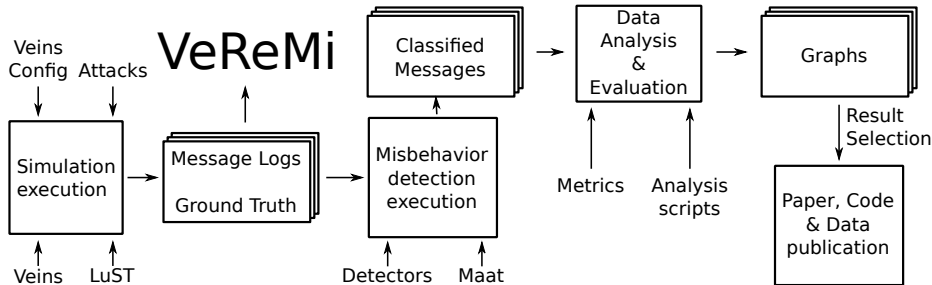 Veins
Config
Attacks
Simulation
execution
Veins
LuST
VeReMi
Message Logs
Ground Truth
Classified
Messages
Misbehavior
detection
execution
Detectors
Maat
Data
Analysis
&
Evaluation
Metrics
Analysis
scripts
Graphs
Result
Selection
Paper, Code
& Data
publication